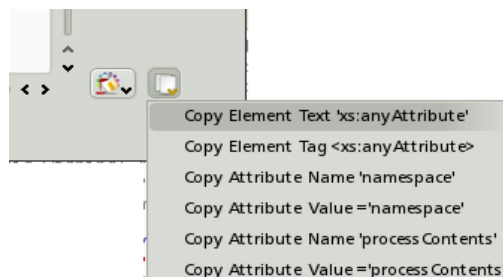 Copy Element Text 'xs:anyAttribute'
Copy Element Tag <xs:anyAttribute>
Copy Attribute Name 'namespace'
Copy Attribute Value ='namespace'
Copy Attribute Name 'processContents'
Copy Attribute Value ='processContents